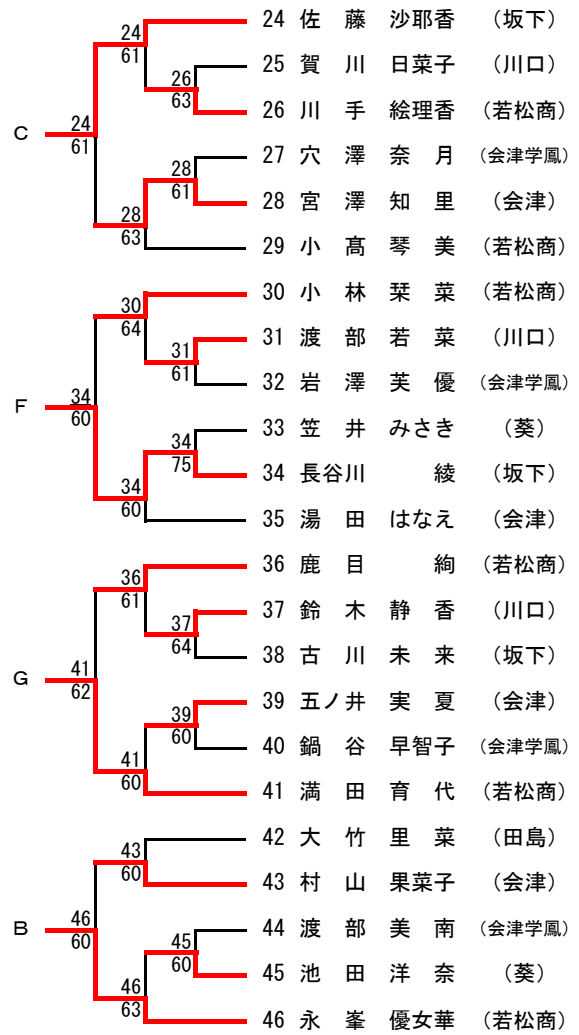 24 佐 藤 沙耶香 (坂下)
24
61
25 賀 川 日菜子 (川口)
26
63
26 川 手 絵理香 (若松商)
C
24
61
27 穴 澤 奈 月 (会津学鳳)
28
61
28 宮 澤 知 里 (会津)
28
63
29 小 髙 琴 美 (若松商)
30 小 林 栞 菜 (若松商)
30
64
31 渡 部 若 菜 (川口)
31
61
32 岩 澤 芙 優 (会津学鳳)
F
34
60
33 笠 井 みさき (葵)
34
75
34 長谷川 綾 (坂下)
34
60
35 湯 田 はなえ (会津)
36 鹿 目 絢 (若松商)
36
61
37 鈴 木 静 香 (川口)
37
64
38 古 川 未 来 (坂下)
G
41
62
39 五ノ井 実 夏 (会津)
39
60
40 鍋 谷 早智子 (会津学鳳)
41
60
41 満 田 育 代 (若松商)
42 大 竹 里 菜 (田島)
43
60
43 村 山 果菜子 (会津)
B
46
60
44 渡 部 美 南 (会津学鳳)
45
60
45 池 田 洋 奈 (葵)
46
63
46 永 峯 優女華 (若松商)